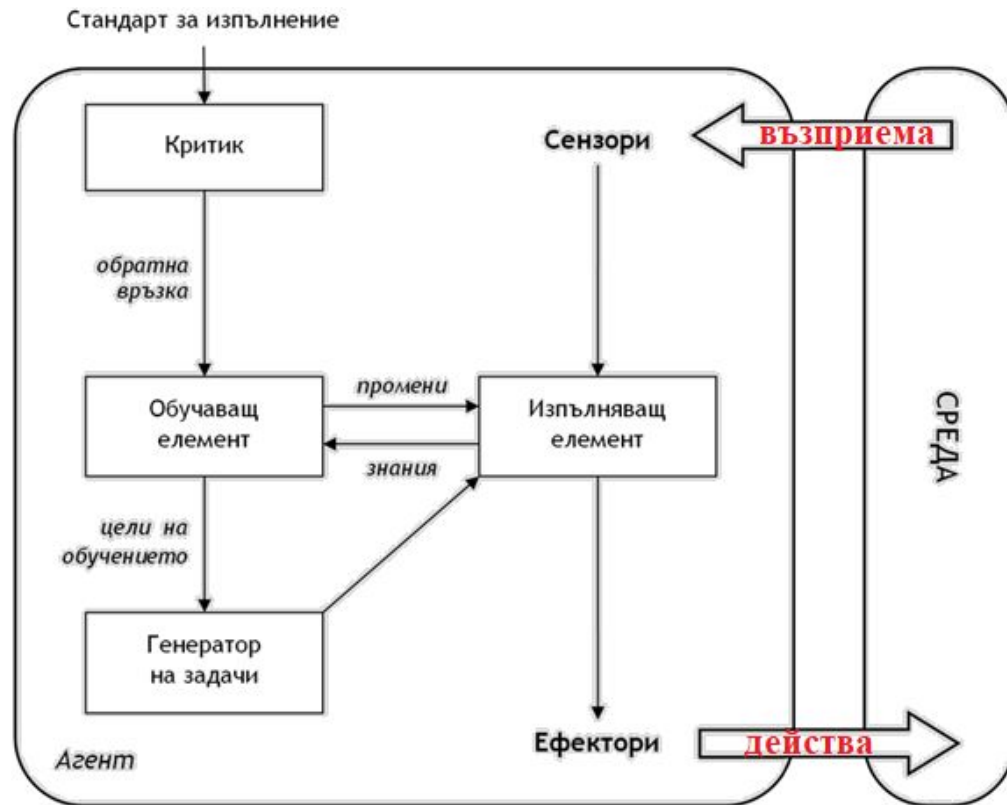 Стандарт за изпълнение
Критик
Сензори
възприема
обратна
връзка
Обучаващ
елемент
промени
знания
Изпълняващ
елемент
СРЕДА
цели на
обучението
Генератор
на задачи
Ефектори
действа
Агент